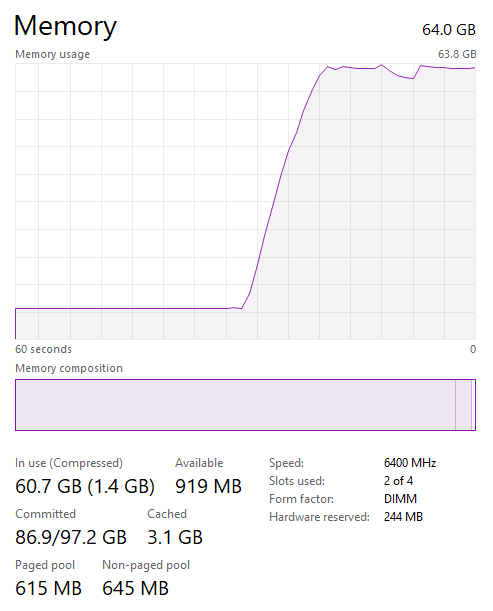 Memory 64.0 GB
Memory usage 63.8 GB
60 seconds 0
Memory composition
In use (Compressed) Available
60.7 GB (1.4 GB) 919 MB
Committed Cached
86.9/97.2 GB 3.1 GB
Paged pool Non-paged pool
615 MB 645 MB
Speed: 6400 MHz
Slots used: 2 of 4
Form factor: DIMM
Hardware reserved: 244 MB